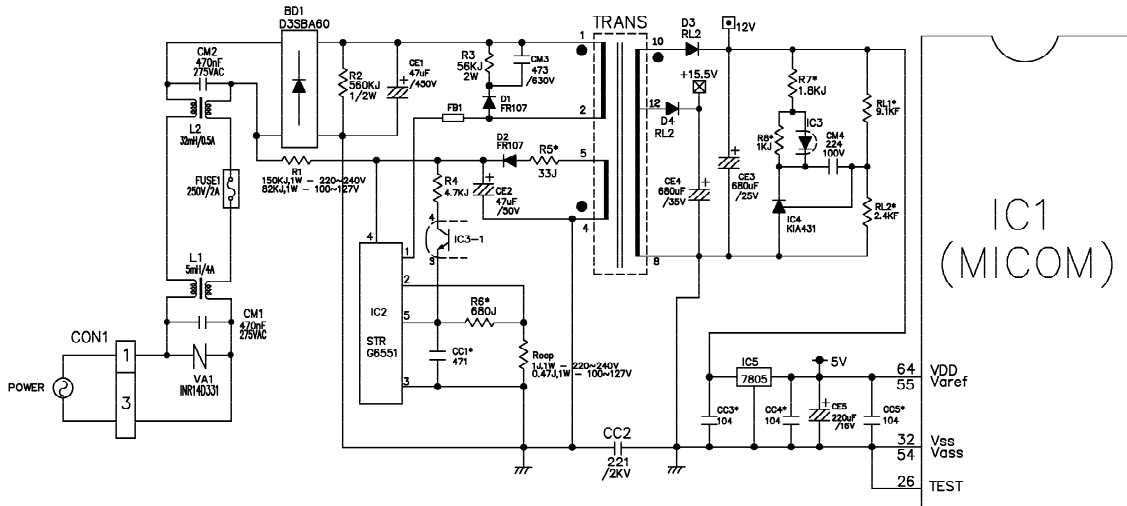 BD1
D3SBA60
CM2
470nF
275VAC
L2
32mH/0.5A
FUSE1
250V/2A
L1
5mH/4A
CM1
470nF
275VAC
CON1
1
3
POWER
VA1
INR14D331
R2
560KJ
1/2W
CE1
47uF
/450V
R3
56KJ
2W
CM3
473
/630V
D1
FR107
FB1
D2
FR107
R5*
33J
R1
150KJ,1W - 220~240V
82KJ,1W - 100~127V
R4
4.7KJ
CE2
47uF
/50V
4
IC3-1
3
4
1
2
5
3
IC2
STR
G6551
R6*
680J
CC1*
471
Rocp
1J,1W - 220~240V
0.47J,1W - 100~127V
TRANS
1
2
5
4
10
12
8
D3
RL2
12V
+15.5V
D4
RL2
CE4
680uF
/35V
CE3
680uF
/25V
R7*
1.8KJ
R8*
1KJ
IC3
CM4
224
100V
RL1*
9.1KF
RL2*
2.4KF
IC4
KIA431
CC2
221
/2KV
IC5
7805
5V
CC3*
104
CC4*
104
CE5
220uF
/16V
CC5*
104
IC1
(MICOM)
64 VDD
55 Varef
32 Vss
54 Vass
26 TEST